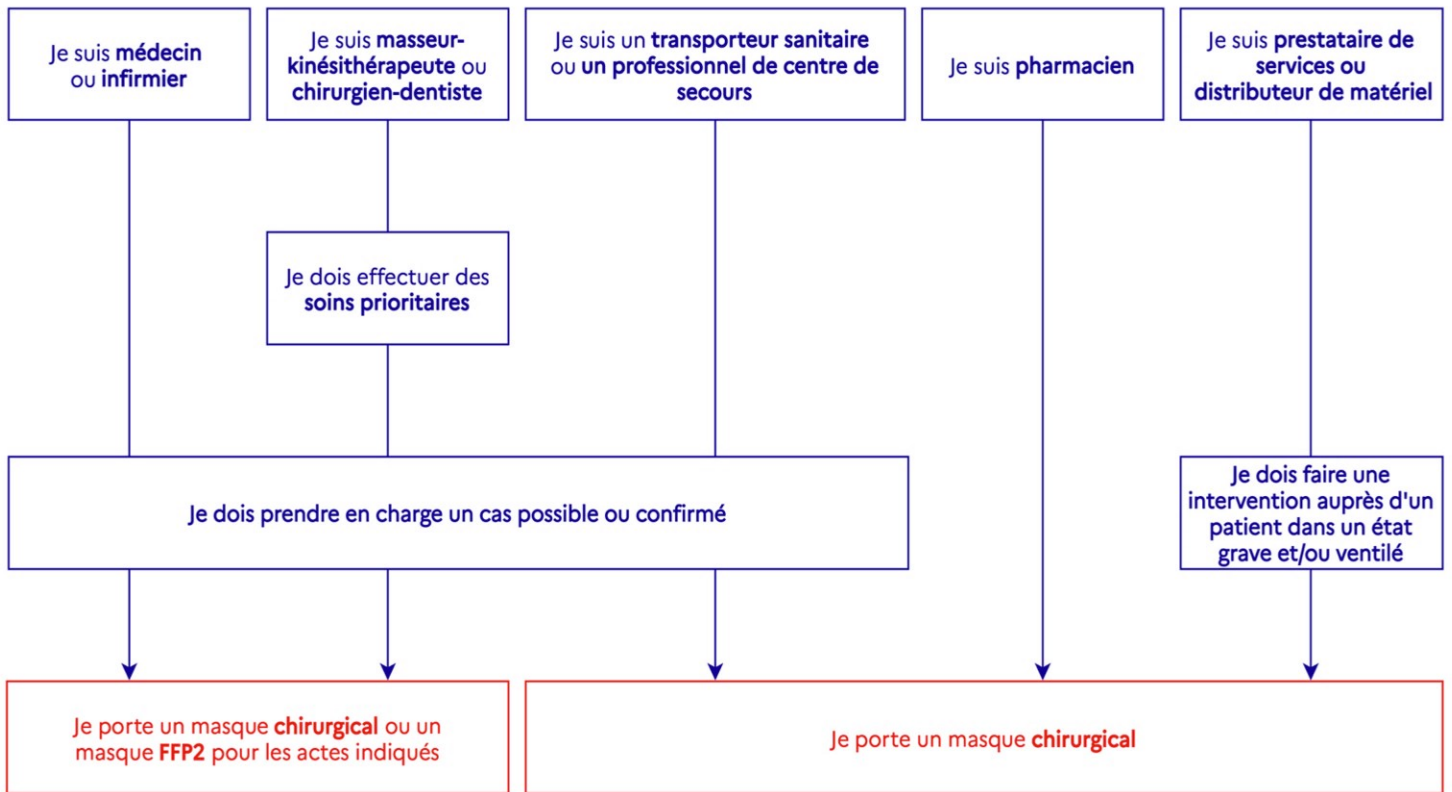 Je suis médecin
ou infirmier
Je suis masseur-
kinésithérapeute ou
chirurgien-dentiste
Je suis un transporteur sanitaire
ou un professionnel de centre de
secours
Je suis pharmacien
Je suis prestataire de
services ou
distributeur de matériel
Je dois effectuer des
soins prioritaires
Je dois prendre en charge un cas possible ou confirmé
Je dois faire une
intervention auprès d'un
patient dans un état
grave et/ou ventilé
Je porte un masque chirurgical ou un
masque FFP2 pour les actes indiqués
Je porte un masque chirurgical